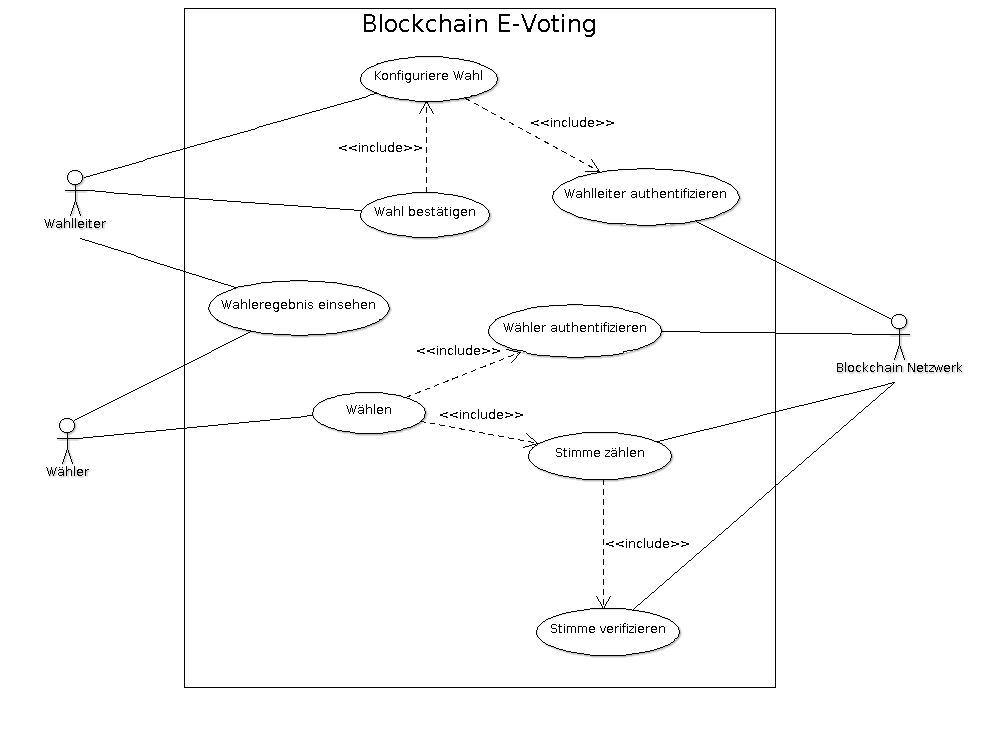 Blockchain E-Voting
Konfiguriere Wahl
<<include>>
<<include>>
Wahlleiter authentifizieren
Wahl bestätigen
Wahlleiter
Wahleregebnis einsehen
Wähler authentifizieren
<<include>>
Blockchain Netzwerk
Wählen
<<include>>
Stimme zählen
Wähler
<<include>>
Stimme verifizieren